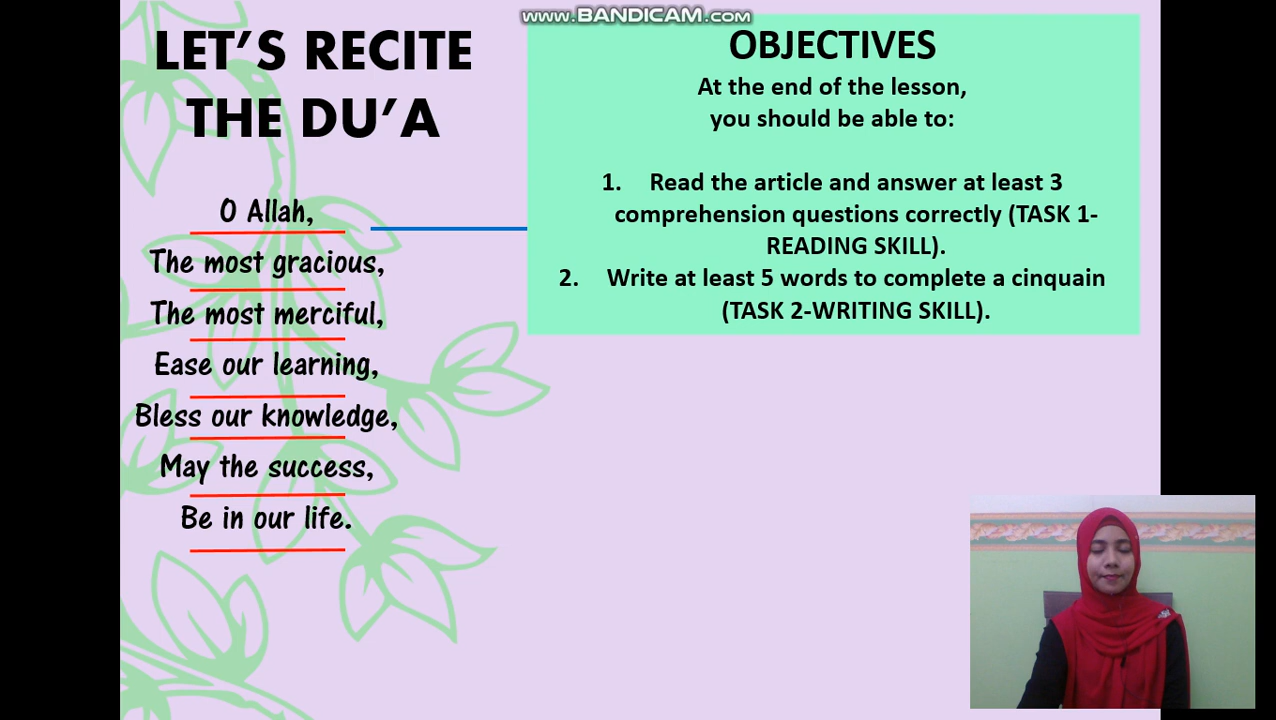 www.BANDICAM.com
LET'S RECITE
THE DU'A
O Allah,
The most gracious,
The most merciful,
Ease our learning,
Bless our knowledge,
May the success,
Be in our life.
OBJECTIVES
At the end of the lesson,
you should be able to:
1. Read the article and answer at least 3
comprehension questions correctly (TASK 1-
READING SKILL).
2. Write at least 5 words to complete a cinquain
(TASK 2-WRITING SKILL).